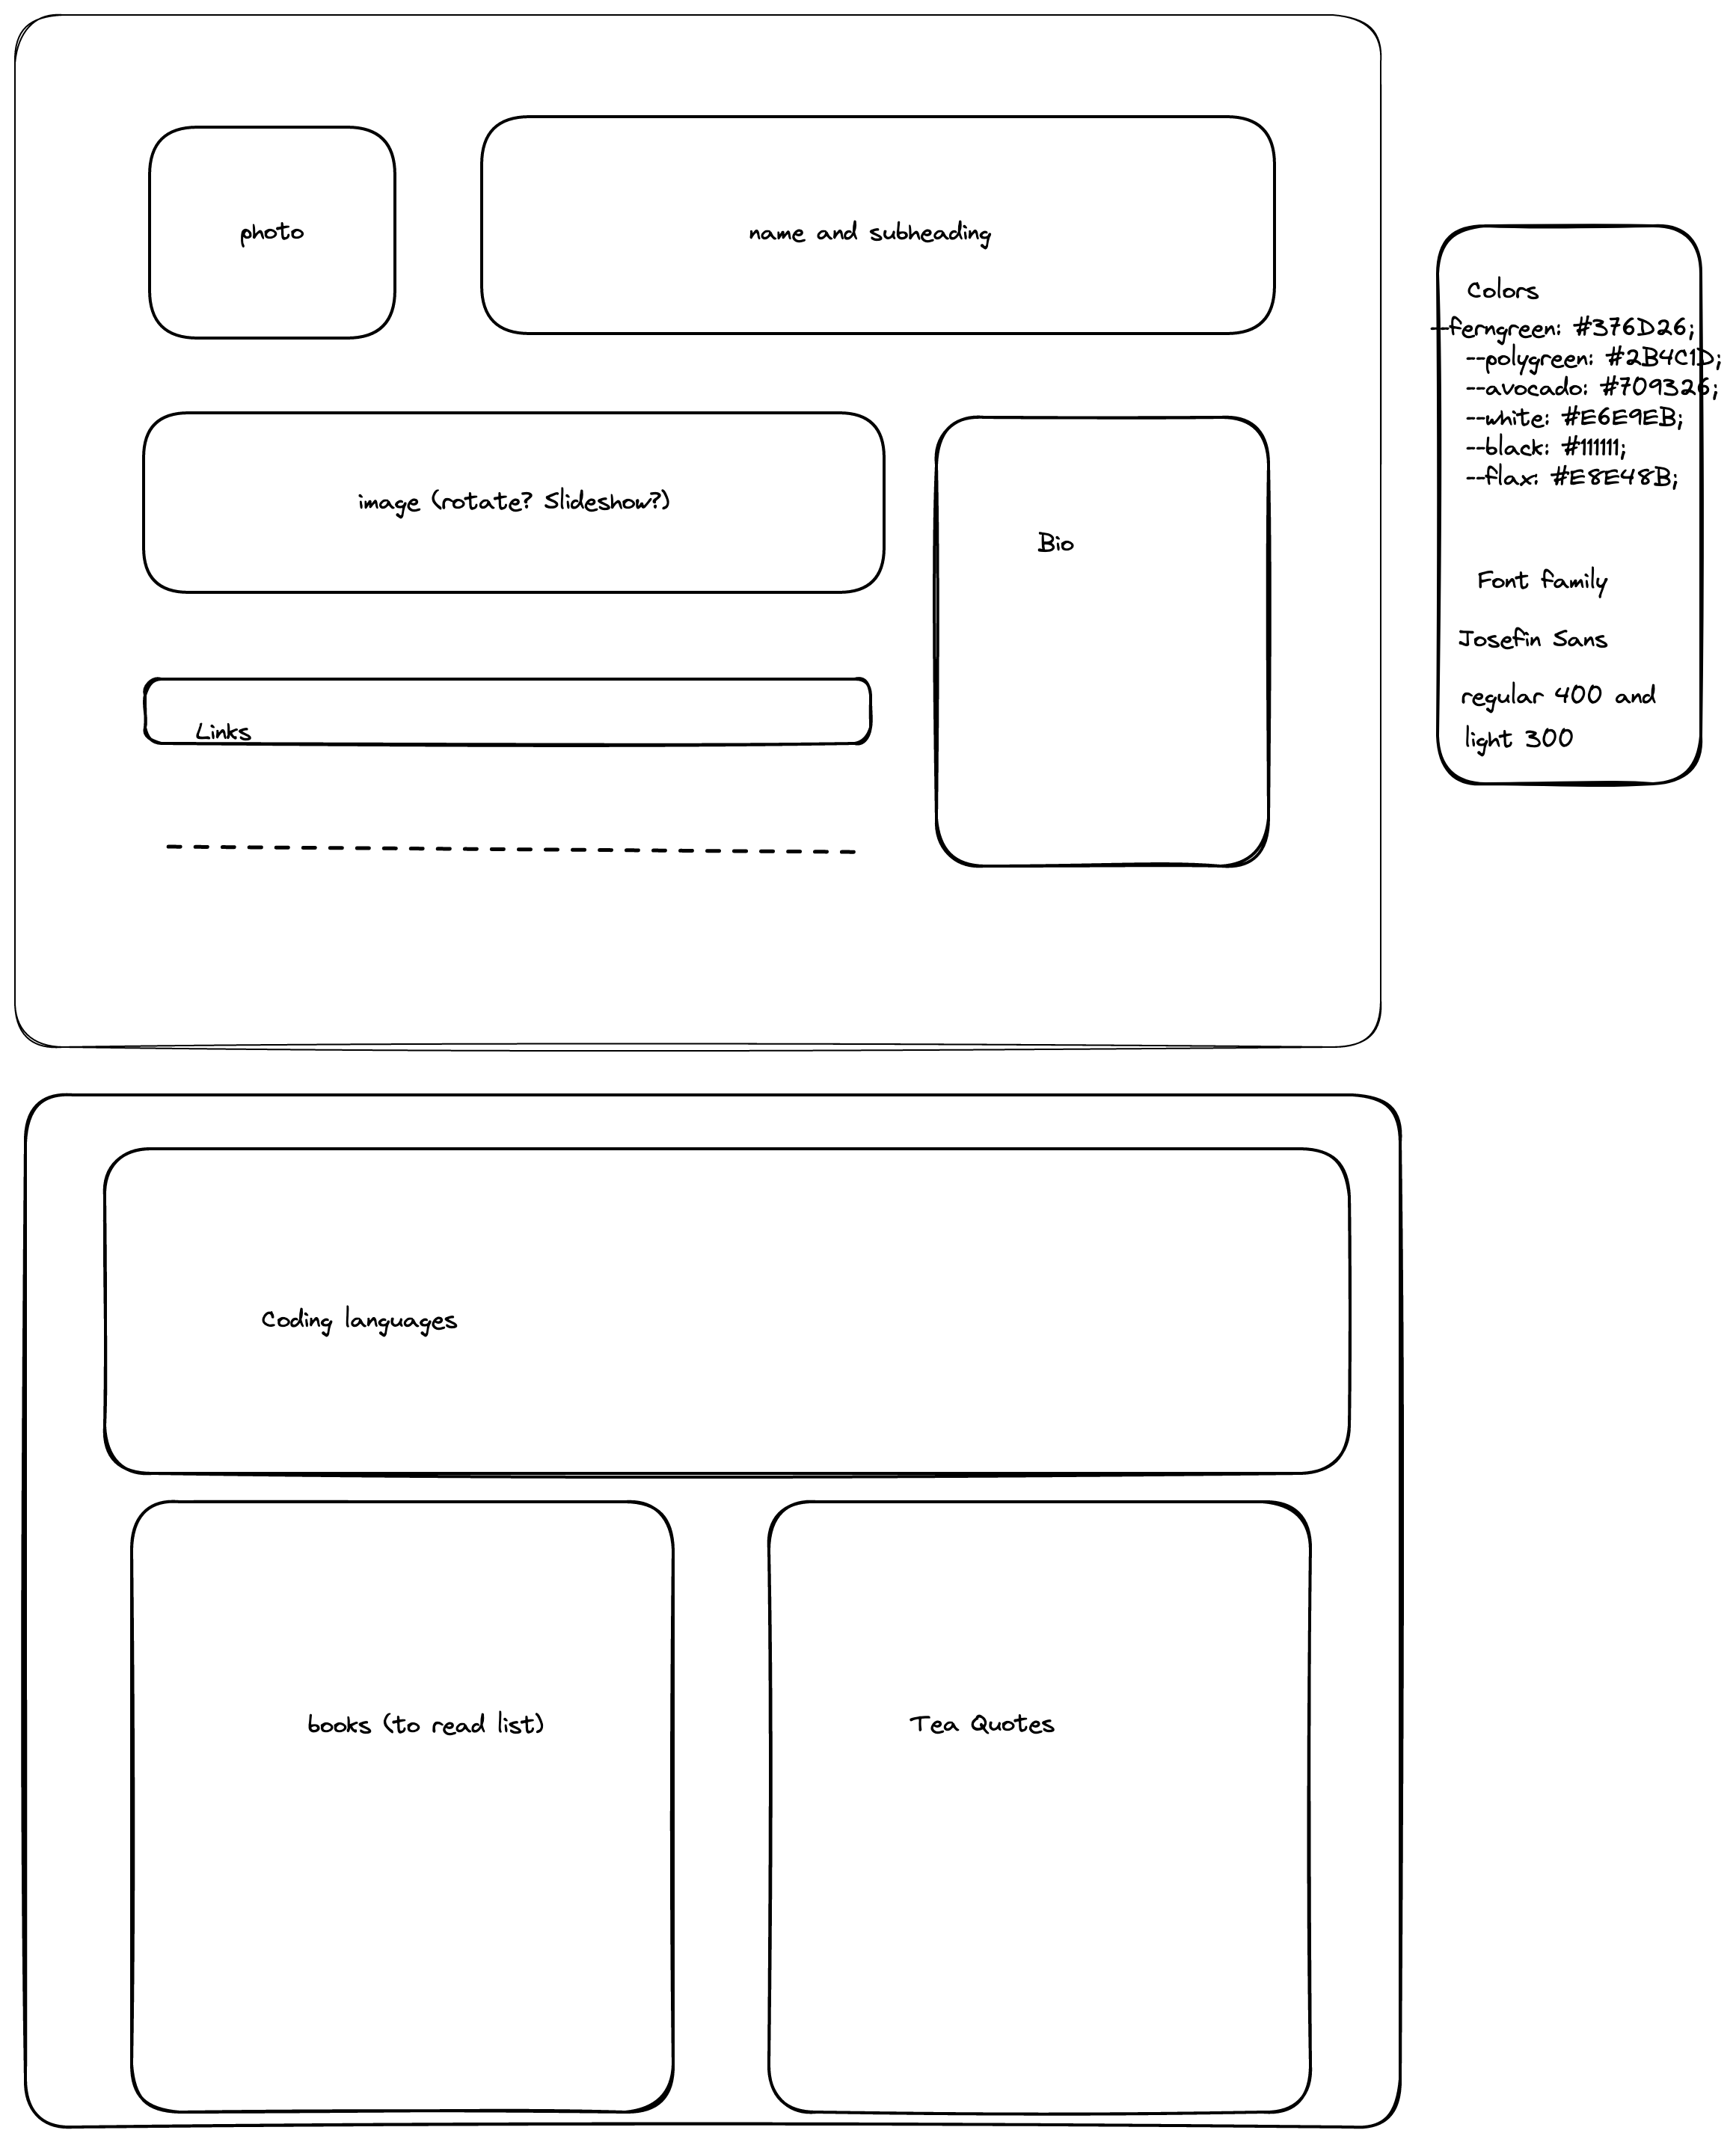 photo
name and subheading
image (rotate? Slideshow?)
Bio
Links
Colors
--ferngreen: #376D26;
--polygreen: #2B4C1D;
--avocado: #709326;
--white: #E6E9EB;
--black: #111111;
--flax: #E8E48B;
Font family
Josefin Sans
regular 400 and
light 300
Coding languages
books (to read list)
Tea Quotes